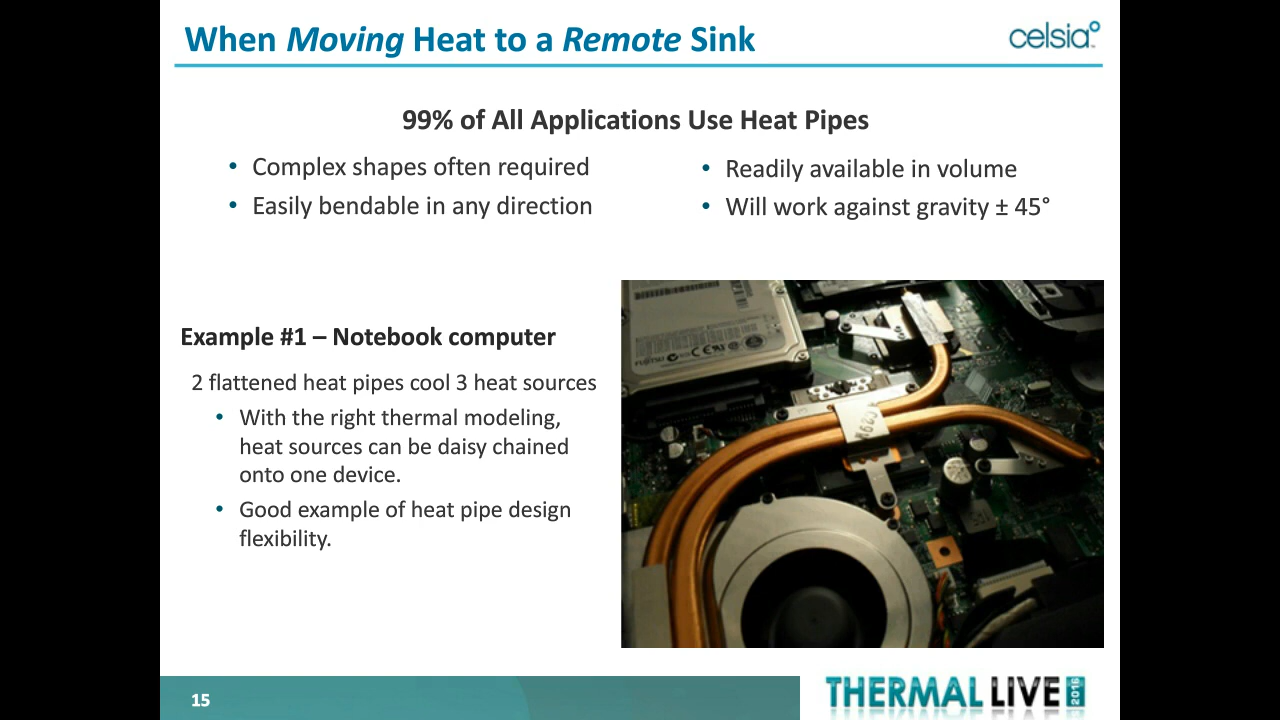 When Moving Heat to a Remote Sink
celsia
99% of All Applications Use Heat Pipes
• Complex shapes often required
• Easily bendable in any direction
• Readily available in volume
• Will work against gravity ± 45°
Example #1 – Notebook computer
2 flattened heat pipes cool 3 heat sources
• With the right thermal modeling,
heat sources can be daisy chained
onto one device.
• Good example of heat pipe design
flexibility.
FUJITSU
15
THERMAL LIVE 2016